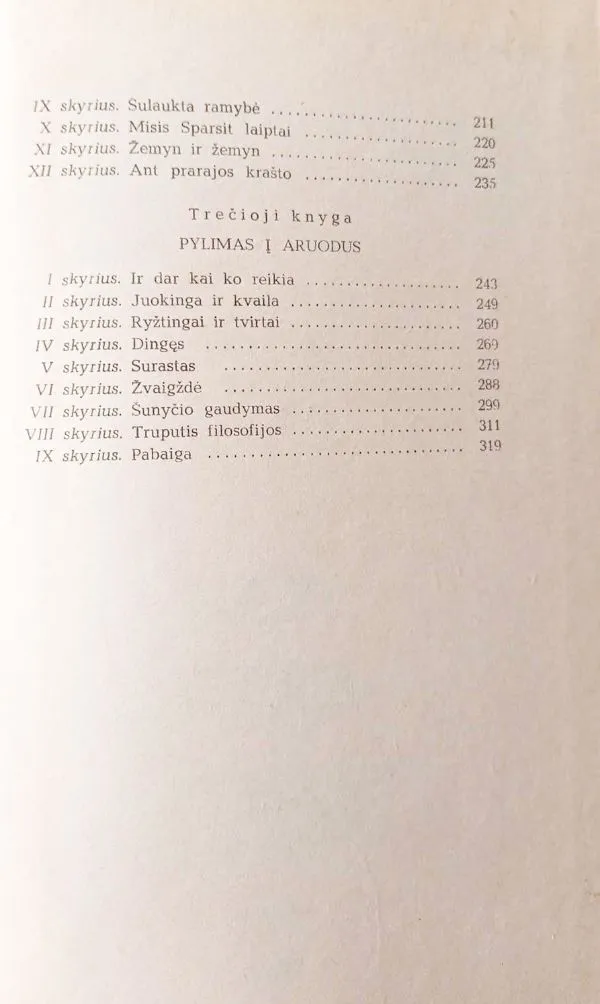 IX skyrius. Sulaukta ramybė .................... 211
X skyrius. Misis Sparsit laiptai ................ 220
XI skyrius. Žemyn ir žemyn .................... 225
XII skyrius. Ant prarajos krašto ................ 235
Trečioji knyga
PYLIMAS Į ARUODUS
I skyrius. Ir dar kai ko reikia .................... 243
II skyrius. Juokinga ir kvaila .................... 249
III skyrius. Ryžtingai ir tvirtai .................... 260
IV skyrius. Dingęs .............................. 269
V skyrius. Surastas ............................ 279
VI skyrius. Žvaigždė ............................ 288
VII skyrius. Šunyčio gaudymas .................... 299
VIII skyrius. Truputis filosofijos .................... 311
IX skyrius. Pabaiga .............................. 319